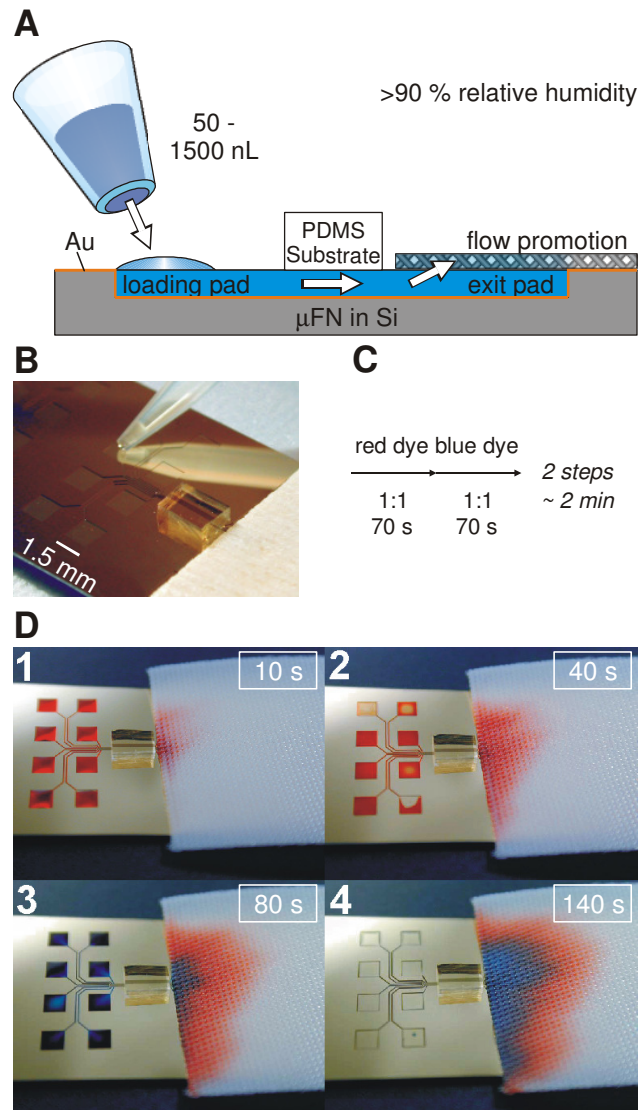 A
>90 % relative humidity
50 -
1500 nL
PDMS
Substrate
Au
flow promotion
loading pad
exit pad
µFN in Si
B
1.5 mm
C
red dye blue dye
2 steps
1:1
1:1
~ 2 min
70 s
70 s
D
1
10 s
2
40 s
3
80 s
4
140 s